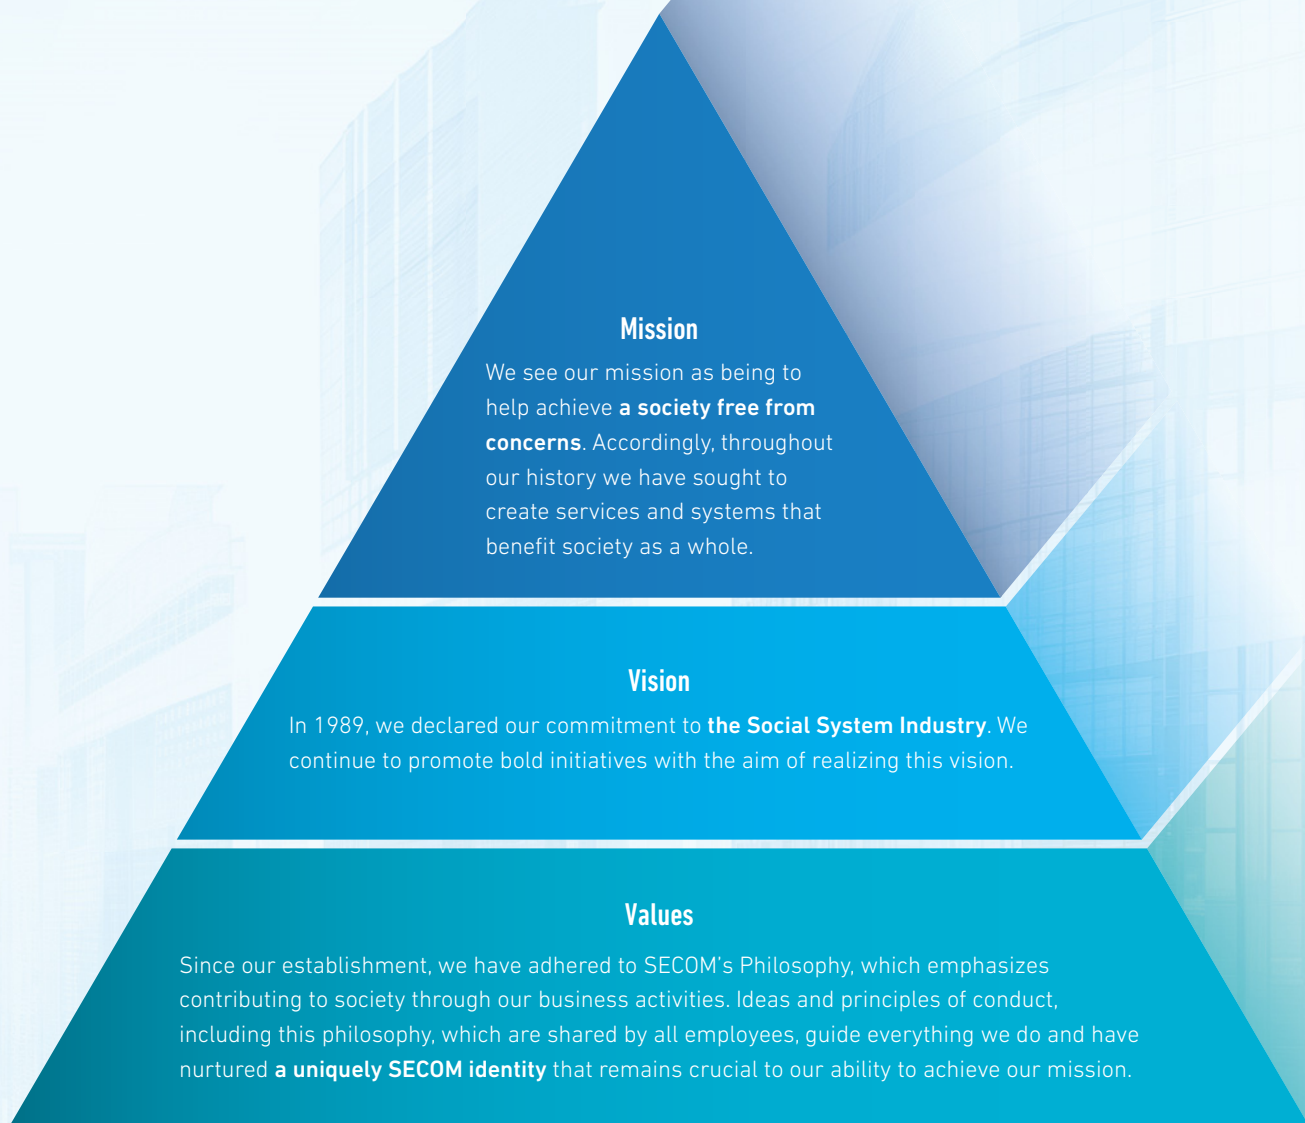 Mission
We see our mission as being to
help achieve a society free from
concerns. Accordingly, throughout
our history we have sought to
create services and systems that
benefit society as a whole.
Vision
In 1989, we declared our commitment to the Social System Industry. We
continue to promote bold initiatives with the aim of realizing this vision.
Values
Since our establishment, we have adhered to SECOM's Philosophy, which emphasizes
contributing to society through our business activities. Ideas and principles of conduct,
including this philosophy, which are shared by all employees, guide everything we do and have
nurtured a uniquely SECOM identity that remains crucial to our ability to achieve our mission.